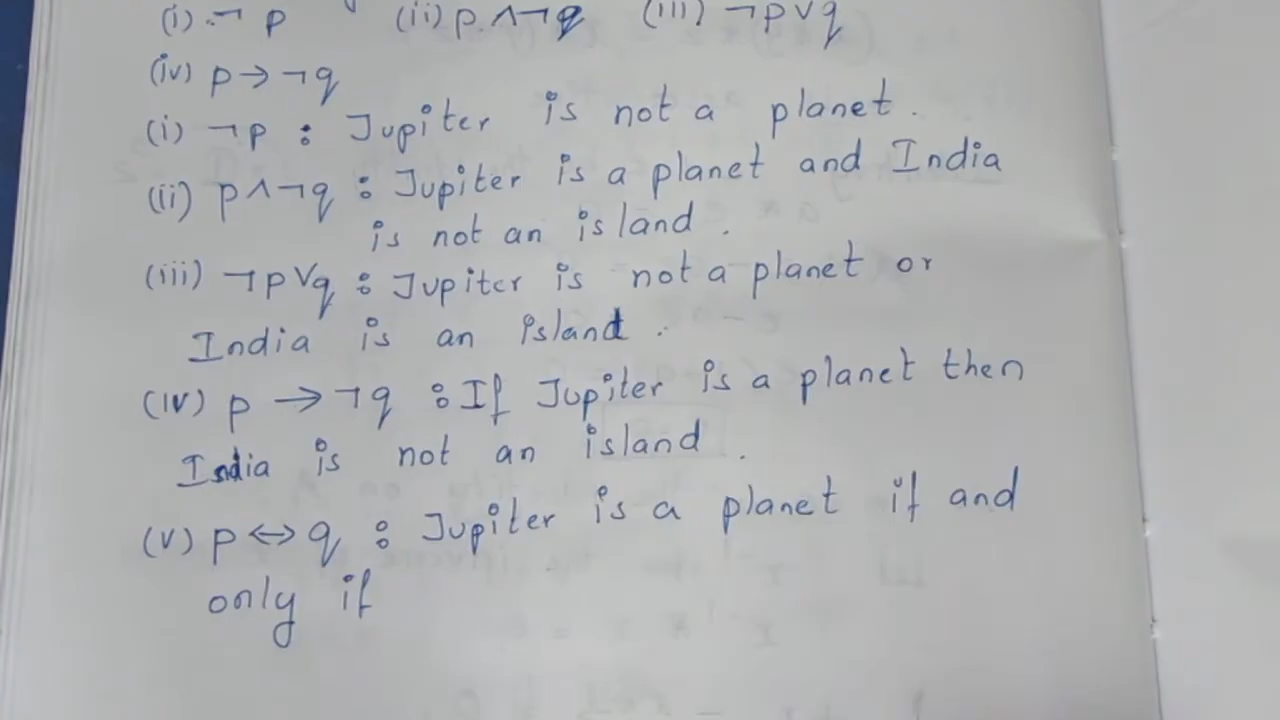 (i) ¬ p (ii) p ∧ ¬ q (iii) ¬ p ∨ q
(iv) p → ¬ q
(i) ¬ p : Jupiter is not a planet.
(ii) p ∧ ¬ q : Jupiter is a planet and India
is not an island.
(iii) ¬ p ∨ q : Jupiter is not a planet or
India is an island.
(iv) p → ¬ q : If Jupiter is a planet then
India is not an island.
(v) p ↔ q : Jupiter is a planet if and
only if